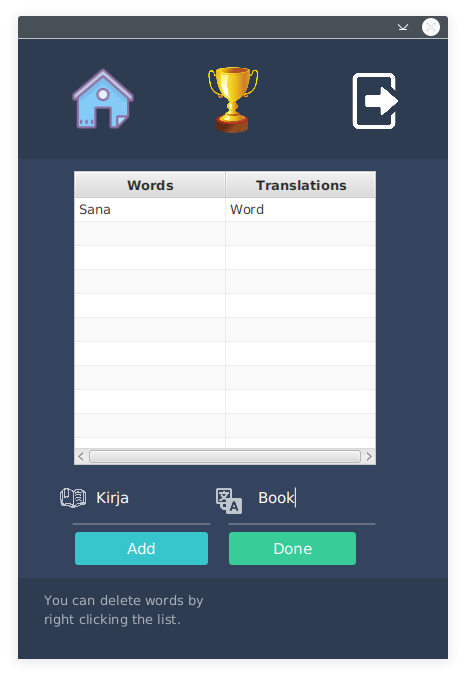 Words Translations
Sana Word
Kirja Book
Add Done
You can delete words by
right clicking the list.